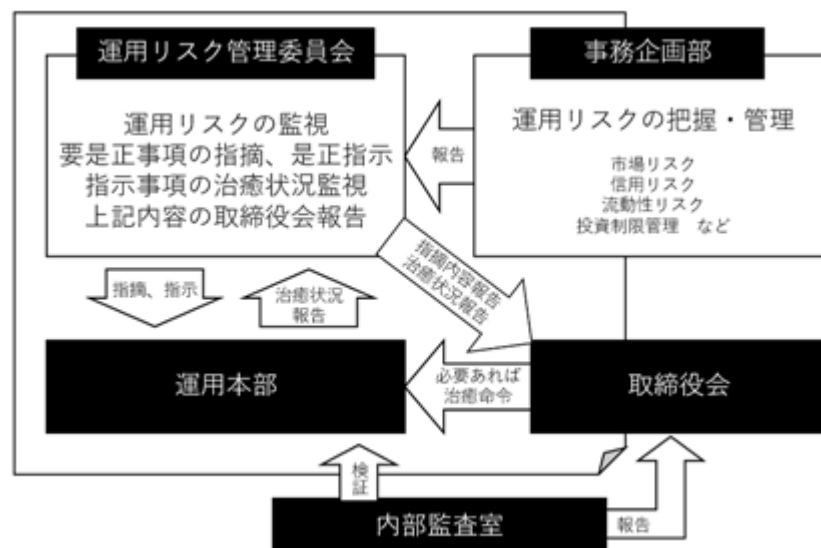 運用リスク管理委員会
運用リスクの監視
要是正事項の指摘、是正指示
指示事項の治癒状況監視
上記内容の取締役会報告
事務企画部
運用リスクの把握・管理
市場リスク
信用リスク
流動性リスク
投資制限管理　など
報告
指摘内容報告
治癒状況報告
指摘、指示
治癒状況
報告
運用本部
必要あれば
治癒命令
取締役会
検証
内部監査室
報告